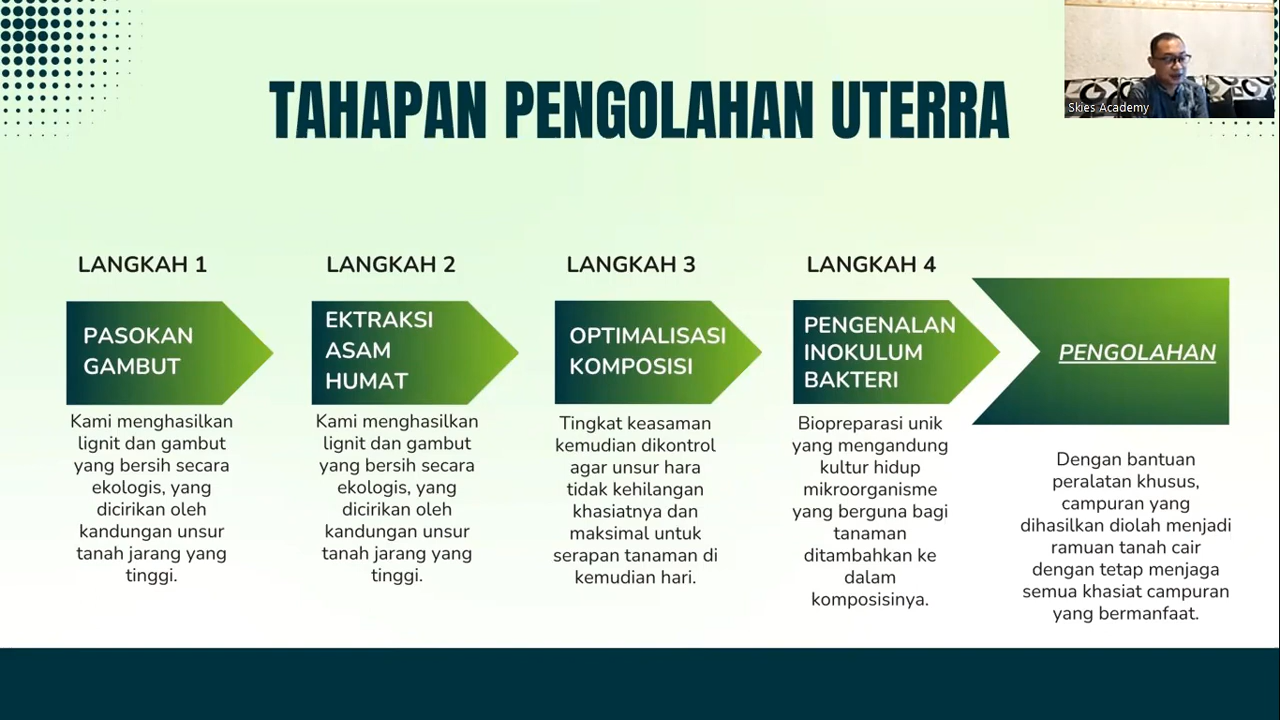 TAHAPAN PENGOLAHAN UTERRA
Skies Academy
LANGKAH 1
PASOKAN
GAMBUT
Kami menghasilkan
lignit dan gambut
yang bersih secara
ekologis, yang
dicirikan oleh
kandungan unsur
tanah jarang yang
tinggi.
LANGKAH 2
EKTRAKSI
ASAM
HUMAT
Kami menghasilkan
lignit dan gambut
yang bersih secara
ekologis, yang
dicirikan oleh
kandungan unsur
tanah jarang yang
tinggi.
LANGKAH 3
OPTIMALISASI
KOMPOSISI
Tingkat keasaman
kemudian dikontrol
agar unsur hara
tidak kehilangan
khasiatnya dan
maksimal untuk
serapan tanaman di
kemudian hari.
LANGKAH 4
PENGENALAN
INOKULUM
BAKTERI
Biopreparasi unik
yang mengandung
kultur hidup
mikroorganisme
yang berguna bagi
tanaman
ditambahkan ke
dalam
komposisinya.
PENGOLAHAN
Dengan bantuan
peralatan khusus,
campuran yang
dihasilkan diolah menjadi
ramuan tanah cair
dengan tetap menjaga
semua khasiat campuran
yang bermanfaat.